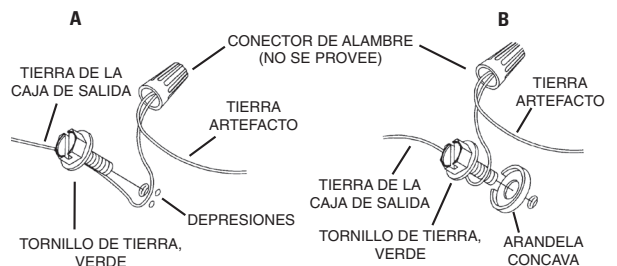 A
B
CONECTOR DE ALAMBRE
(NO SE PROVEE)
TIERRA DE LA
CAJA DE SALIDA
TIERRA
ARTEFACTO
DEPRESIONES
TORNILLO DE TIERRA,
VERDE
TIERRA
ARTEFACTO
TIERRA DE LA
CAJA DE SALIDA
TORNILLO DE TIERRA,
VERDE
ARANDELA
CONCAVA